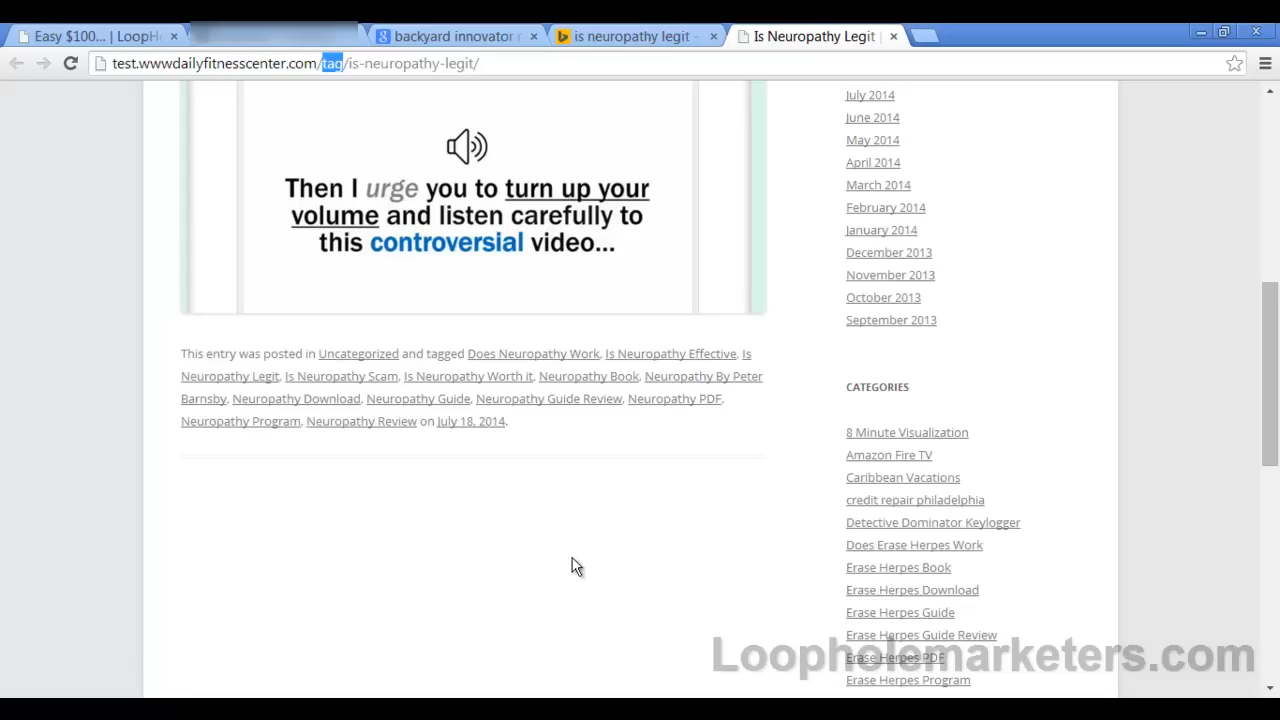 Easy $100... | LoopHo
backyard innovator r
is neuropathy legit -
Is Neuropathy Legit |
test.wwwdailyfitnesscenter.com/tag/is-neuropathy-legit/
Then I urge you to turn up your
volume and listen carefully to
this controversial video...
This entry was posted in Uncategorized and tagged Does Neuropathy Work, Is Neuropathy Effective, Is
Neuropathy Legit, Is Neuropathy Scam, Is Neuropathy Worth it, Neuropathy Book, Neuropathy By Peter
Barnsby, Neuropathy Download, Neuropathy Guide, Neuropathy Guide Review, Neuropathy PDF,
Neuropathy Program, Neuropathy Review on July 18, 2014.
July 2014
June 2014
May 2014
April 2014
March 2014
February 2014
January 2014
December 2013
November 2013
October 2013
September 2013
CATEGORIES
8 Minute Visualization
Amazon Fire TV
Caribbean Vacations
credit repair philadelphia
Detective Dominator Keylogger
Does Erase Herpes Work
Erase Herpes Book
Erase Herpes Download
Erase Herpes Guide
Erase Herpes Guide Review
Erase Herpes PDF
Erase Herpes Program
Loopholemarketers.com